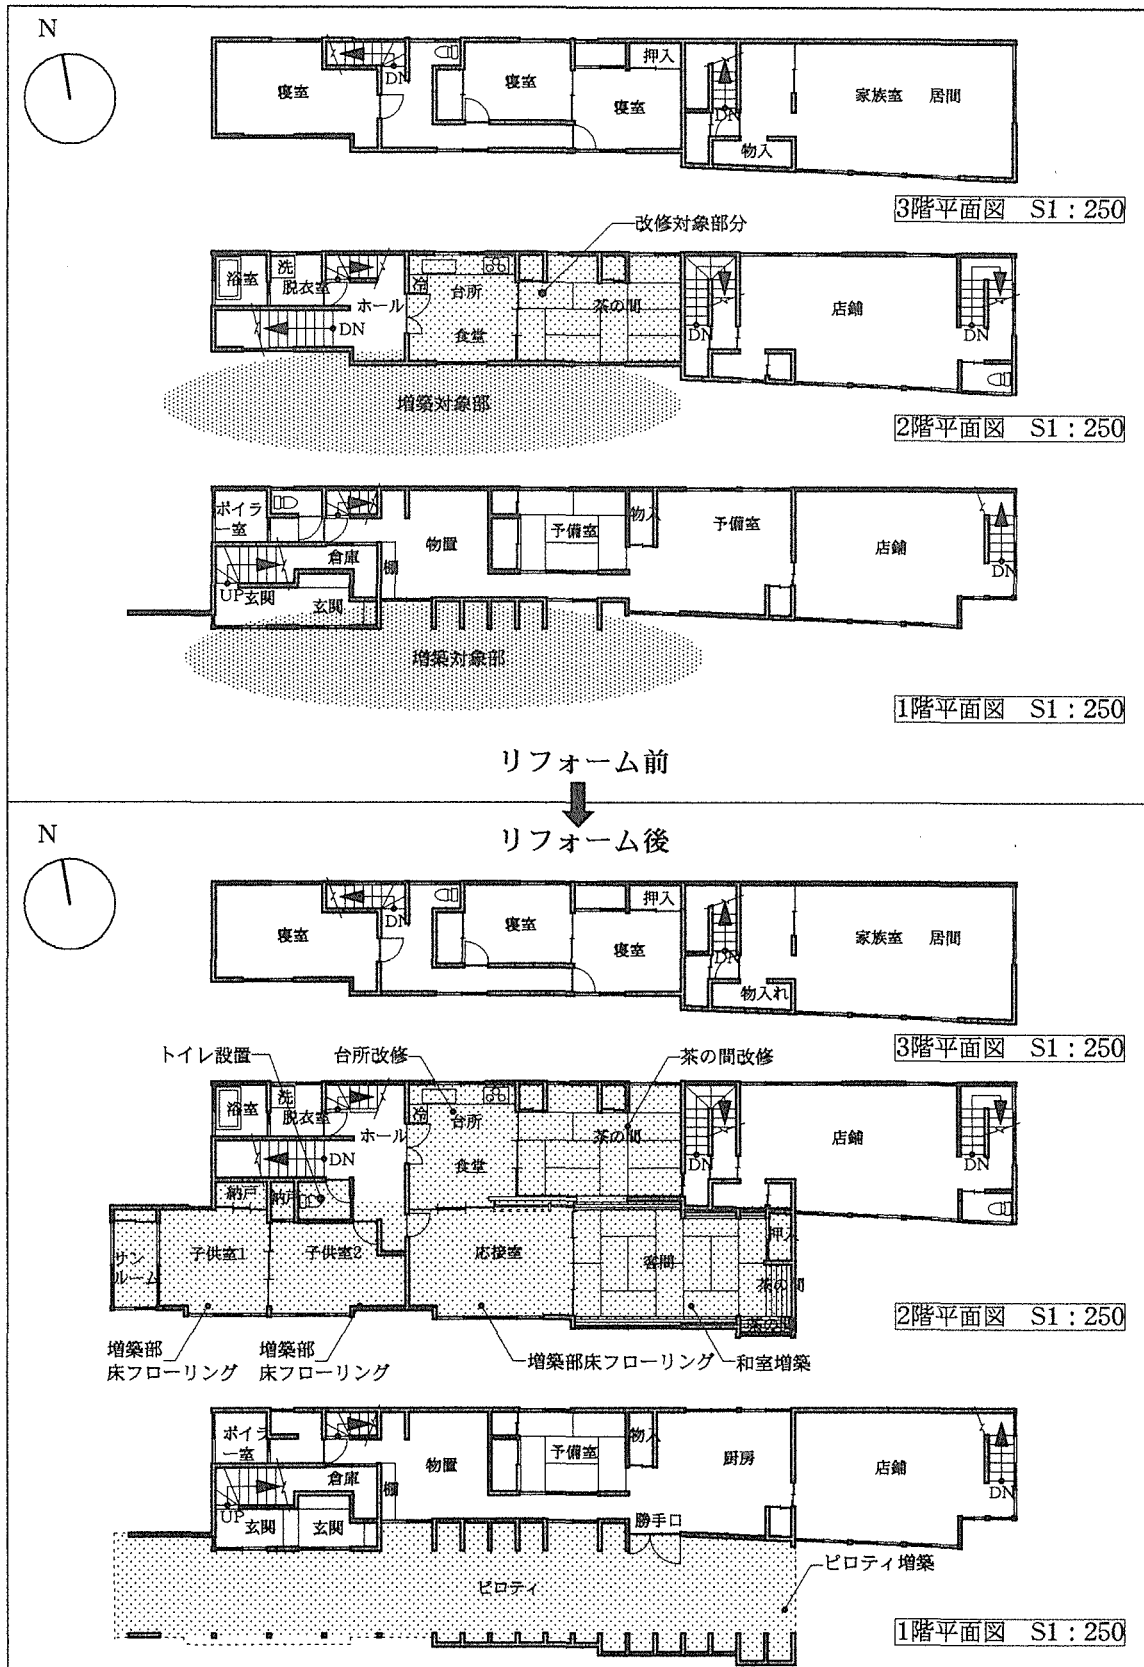 N
押入
DN
寝室
寝室
寝室
DN
家族室 居間
物入
3階平面図 S1:250
改修対象部分
浴室
洗
脱衣室
冷
台所
ホール
茶の間
店鋪
DN
食堂
DN
DN
増築対象部
2階平面図 S1:250
ボイラ
ー室
物置
予備室
物入
予備室
店鋪
倉庫
棚
DN
UP
玄関
玄関
増築対象部
1階平面図 S1:250
リフォーム前
リフォーム後
N
押入
DN
寝室
寝室
寝室
DN
家族室 居間
物入れ
3階平面図 S1:250
トイレ設置
台所改修
茶の間改修
浴室
洗
脱衣室
冷
台所
ホール
茶の間
店鋪
DN
食堂
DN
DN
納戸
納戸
押入
サン
ルーム
子供室1
子供室2
応接室
客間
茶の間
茶の間
2階平面図 S1:250
増築部
床フローリング
増築部
床フローリング
増築部床フローリング
和室増築
ボイラ
ー室
物置
予備室
物入
厨房
店鋪
倉庫
棚
DN
UP
玄関
玄関
勝手口
ピロティ
ピロティ増築
1階平面図 S1:250